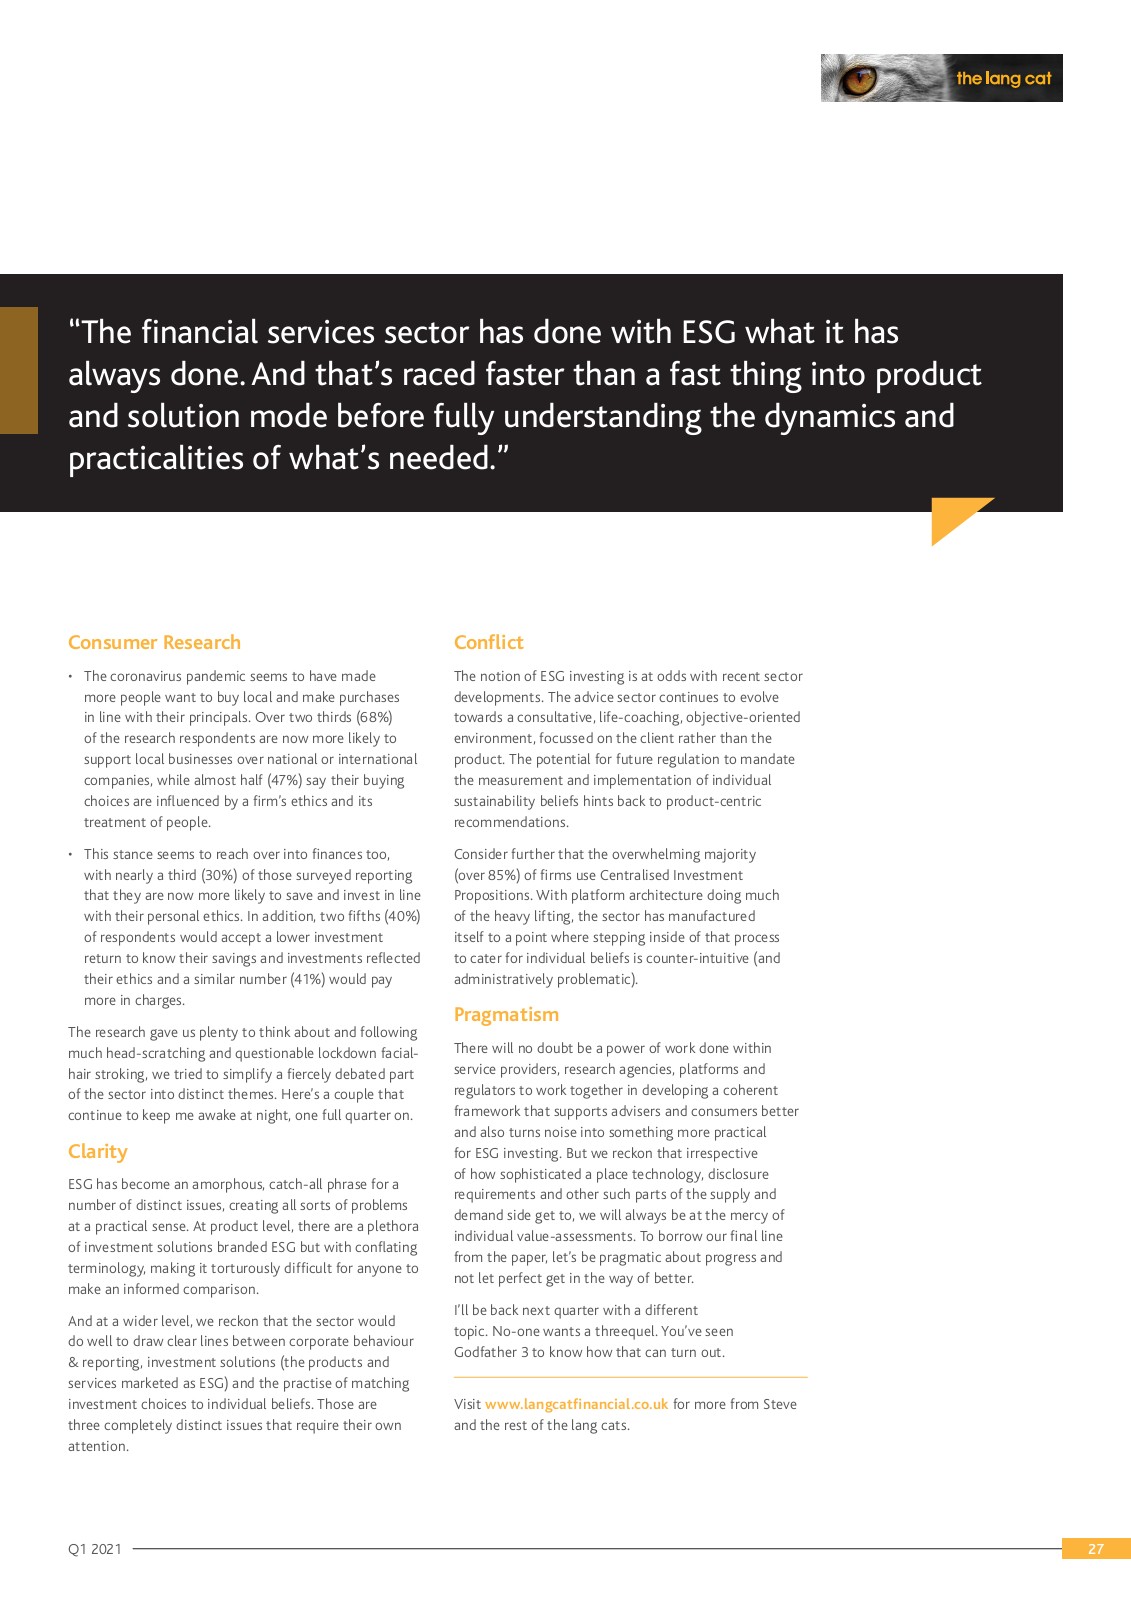 the lang cat
“The financial services sector has done with ESG what it has
always done. And that’s raced faster than a fast thing into product
and solution mode before fully understanding the dynamics and
practicalities of what’s needed.”
Consumer Research
• The coronavirus pandemic seems to have made
more people want to buy local and make purchases
in line with their principals. Over two thirds (68%)
of the research respondents are now more likely to
support local businesses over national or international
companies, while almost half (47%) say their buying
choices are influenced by a firm’s ethics and its
treatment of people.
• This stance seems to reach over into finances too,
with nearly a third (30%) of those surveyed reporting
that they are now more likely to save and invest in line
with their personal ethics. In addition, two fifths (40%)
of respondents would accept a lower investment
return to know their savings and investments reflected
their ethics and a similar number (41%) would pay
more in charges.
The research gave us plenty to think about and following
much head-scratching and questionable lockdown facial-
hair stroking, we tried to simplify a fiercely debated part
of the sector into distinct themes. Here’s a couple that
continue to keep me awake at night, one full quarter on.
Clarity
ESG has become an amorphous, catch-all phrase for a
number of distinct issues, creating all sorts of problems
at a practical sense. At product level, there are a plethora
of investment solutions branded ESG but with conflating
terminology, making it torturously difficult for anyone to
make an informed comparison.
And at a wider level, we reckon that the sector would
do well to draw clear lines between corporate behaviour
& reporting, investment solutions (the products and
services marketed as ESG) and the practise of matching
investment choices to individual beliefs. Those are
three completely distinct issues that require their own
attention.
Conflict
The notion of ESG investing is at odds with recent sector
developments. The advice sector continues to evolve
towards a consultative, life-coaching, objective-oriented
environment, focussed on the client rather than the
product. The potential for future regulation to mandate
the measurement and implementation of individual
sustainability beliefs hints back to product-centric
recommendations.
Consider further that the overwhelming majority
(over 85%) of firms use Centralised Investment
Propositions. With platform architecture doing much
of the heavy lifting, the sector has manufactured
itself to a point where stepping inside of that process
to cater for individual beliefs is counter-intuitive (and
administratively problematic).
Pragmatism
There will no doubt be a power of work done within
service providers, research agencies, platforms and
regulators to work together in developing a coherent
framework that supports advisers and consumers better
and also turns noise into something more practical
for ESG investing. But we reckon that irrespective
of how sophisticated a place technology, disclosure
requirements and other such parts of the supply and
demand side get to, we will always be at the mercy of
individual value-assessments. To borrow our final line
from the paper, let’s be pragmatic about progress and
not let perfect get in the way of better.
I’ll be back next quarter with a different
topic. No-one wants a threequel. You’ve seen
Godfather 3 to know how that can turn out.
Visit www.langcatfinancial.co.uk for more from Steve
and the rest of the lang cats.
Q1 2021
27